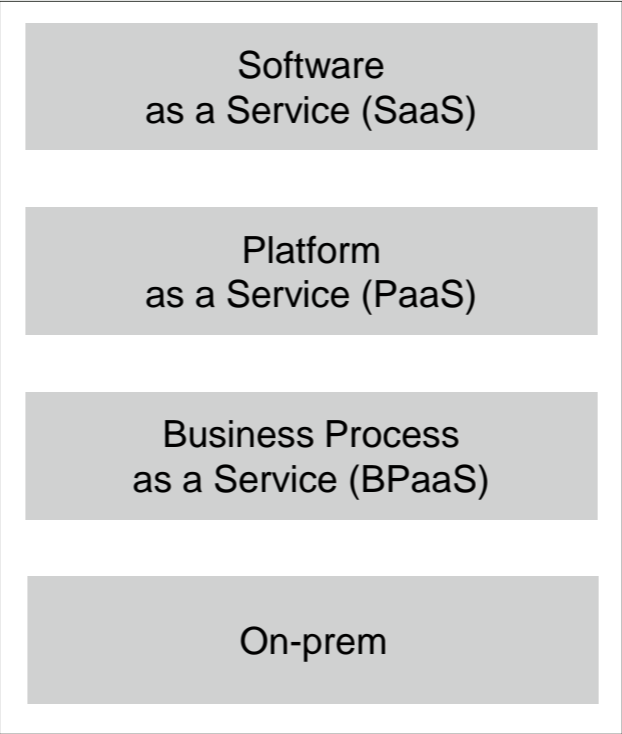 Software
as a Service (SaaS)
Platform
as a Service (PaaS)
Business Process
as a Service (BPaaS)
On-prem